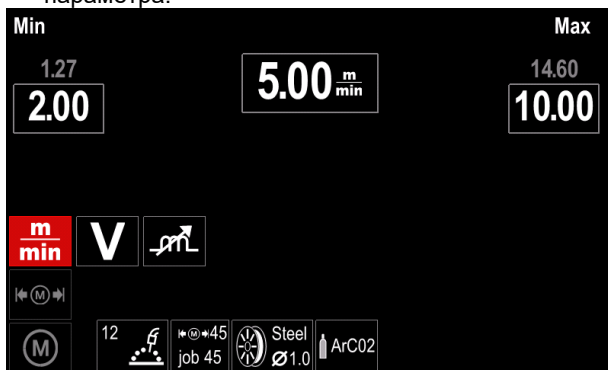 параметра.
Min Max
1.27 14.60
2.00 5.00 m/min 10.00
m/min V
M
M 12 45 Steel
job 45 Ø1.0 ArC02